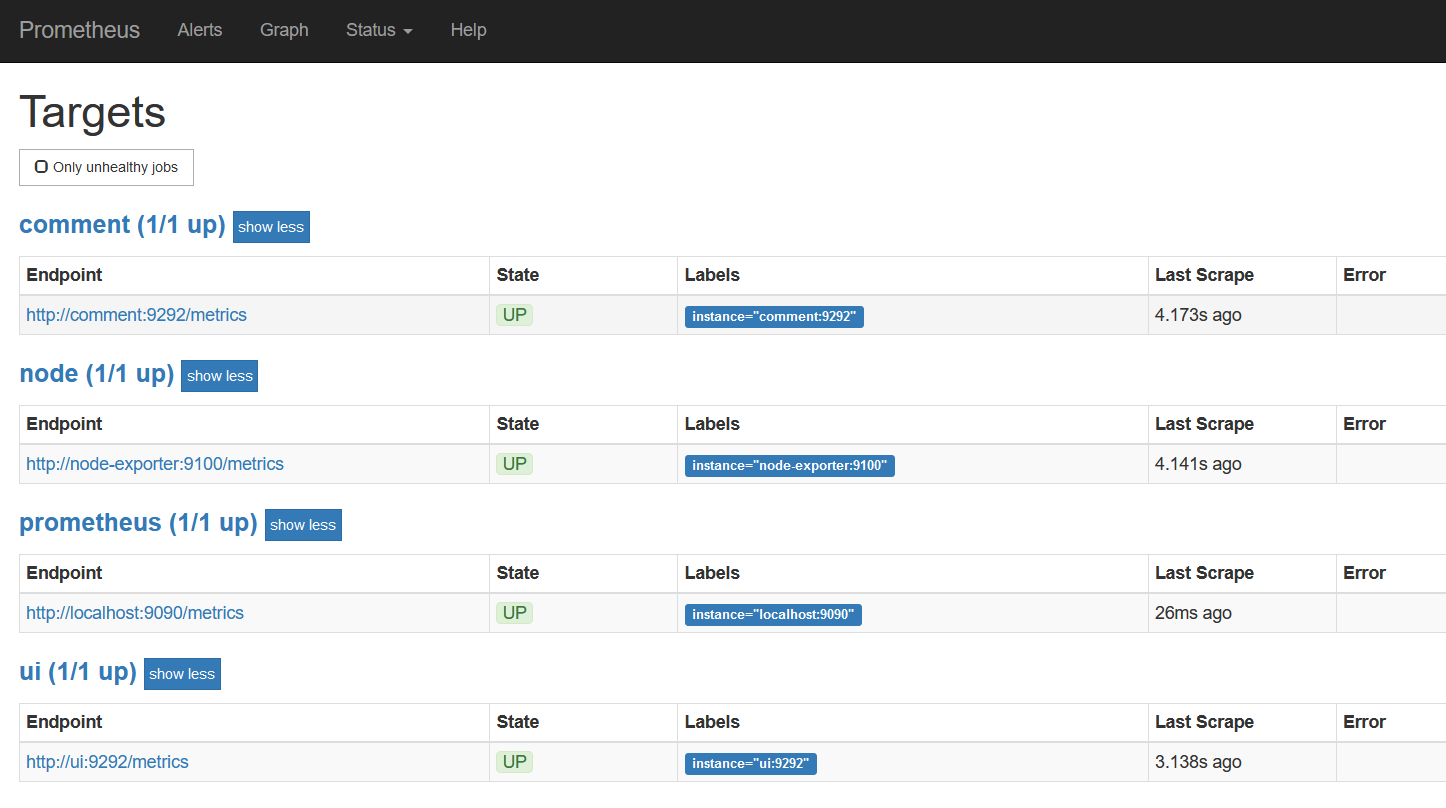 Prometheus Alerts Graph Status Help
Targets
Only unhealthy jobs
comment (1/1 up) show less
Endpoint State Labels Last Scrape Error
http://comment:9292/metrics UP instance="comment:9292" 4.173s ago
node (1/1 up) show less
Endpoint State Labels Last Scrape Error
http://node-exporter:9100/metrics UP instance="node-exporter:9100" 4.141s ago
prometheus (1/1 up) show less
Endpoint State Labels Last Scrape Error
http://localhost:9090/metrics UP instance="localhost:9090" 26ms ago
ui (1/1 up) show less
Endpoint State Labels Last Scrape Error
http://ui:9292/metrics UP instance="ui:9292" 3.138s ago